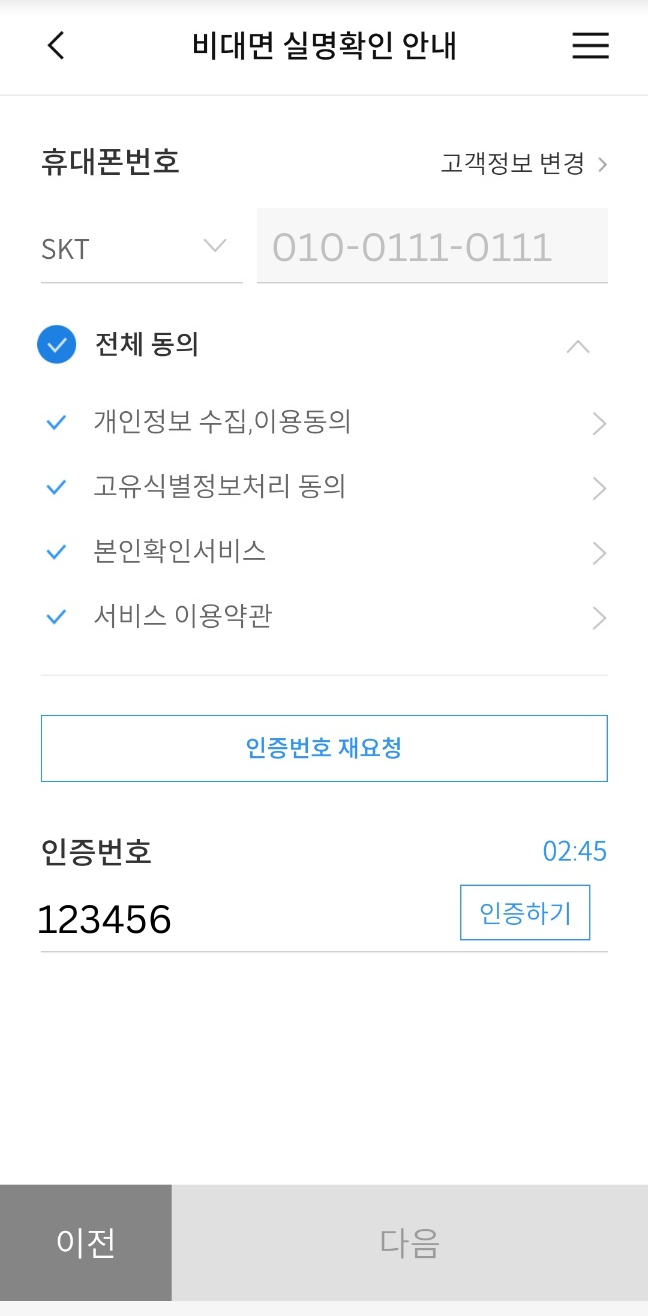 비대면 실명확인 안내
휴대폰번호 고객정보 변경
SKT 010-0111-0111
전체 동의
개인정보 수집,이용동의
고유식별정보처리 동의
본인확인서비스
서비스 이용약관
인증번호 재요청
인증번호 02:45
123456 인증하기
이전 다음